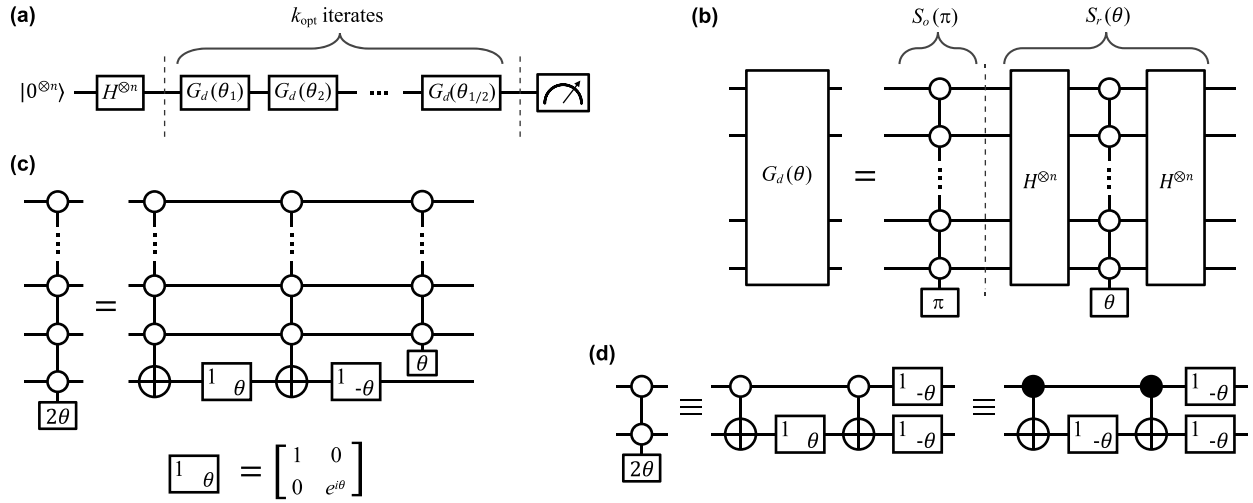 (a)
k_opt iterates
|0^⊗n⟩ H^⊗n G_d(θ_1) G_d(θ_2) ... G_d(θ_1/2)
(b)
S_o(π) S_r(θ)
G_d(θ) = H^⊗n H^⊗n
π θ
(c)
=
1 θ 1 -θ θ
2θ
1 θ = [1 0
0 e^iθ]
(d)
≡ 1 -θ ≡ 1 -θ
1 θ 1 -θ 1 -θ 1 -θ
2θ